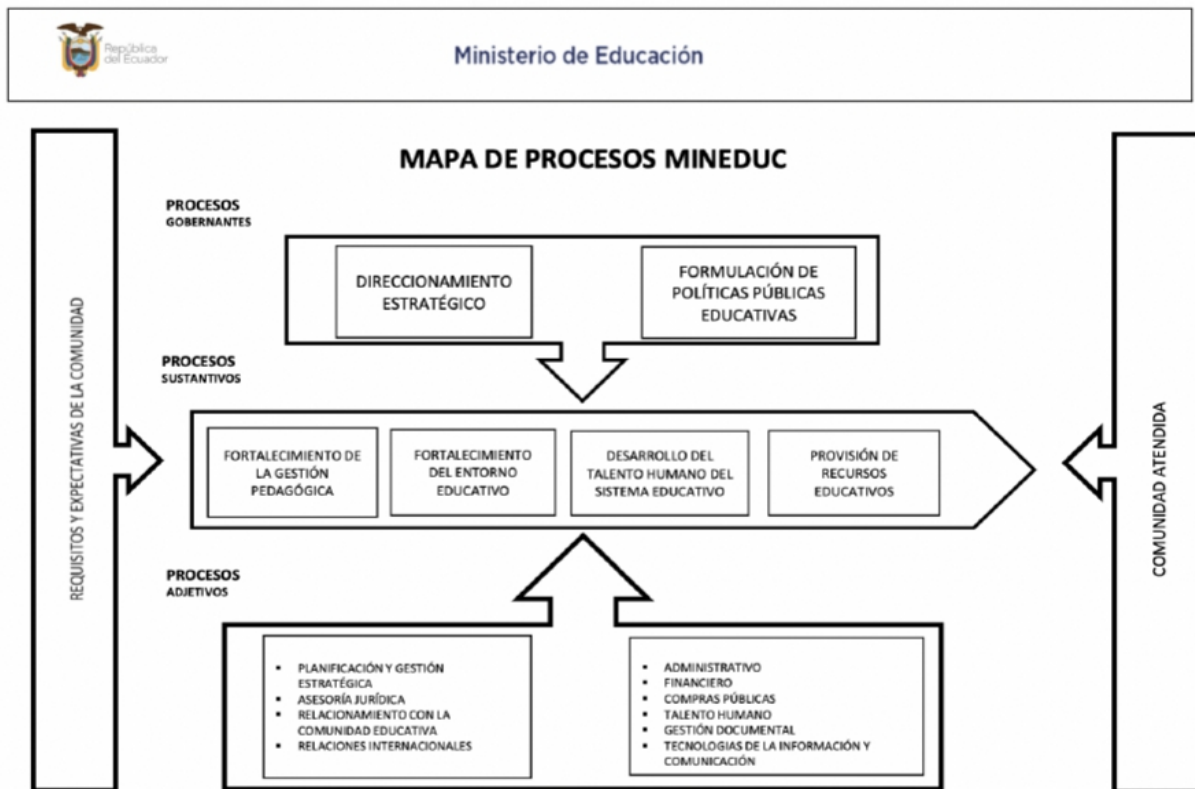 República
del Ecuador
Ministerio de Educación
MAPA DE PROCESOS MINEDUC
PROCESOS
GOBERNANTES
DIRECCIONAMIENTO
ESTRATÉGICO
FORMULACIÓN DE
POLÍTICAS PÚBLICAS
EDUCATIVAS
PROCESOS
SUSTANTIVOS
REQUISITOS Y EXPECTATIVAS DE LA COMUNIDAD
FORTALECIMIENTO DE
LA GESTIÓN
PEDAGÓGICA
FORTALECIMIENTO
DEL ENTORNO
EDUCATIVO
DESARROLLO DEL
TALENTO HUMANO DEL
SISTEMA EDUCATIVO
PROVISIÓN DE
RECURSOS
EDUCATIVOS
COMUNIDAD ATENDIDA
PROCESOS
ADJETIVOS
▪ PLANIFICACIÓN Y GESTIÓN
ESTRATÉGICA
▪ ASESORÍA JURÍDICA
▪ RELACIONAMIENTO CON LA
COMUNIDAD EDUCATIVA
▪ RELACIONES INTERNACIONALES
▪ ADMINISTRATIVO
▪ FINANCIERO
▪ COMPRAS PÚBLICAS
▪ TALENTO HUMANO
▪ GESTIÓN DOCUMENTAL
▪ TECNOLOGIAS DE LA INFORMACIÓN Y
COMUNICACIÓN